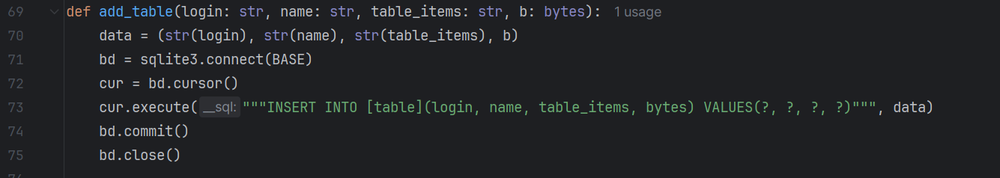 69 def add_table(login: str, name: str, table_items: str, b: bytes): 1 usage
70 data = (str(login), str(name), str(table_items), b)
71 bd = sqlite3.connect(BASE)
72 cur = bd.cursor()
73 cur.execute(__sql: """INSERT INTO [table](login, name, table_items, bytes) VALUES(?, ?, ?, ?)""", data)
74 bd.commit()
75 bd.close()